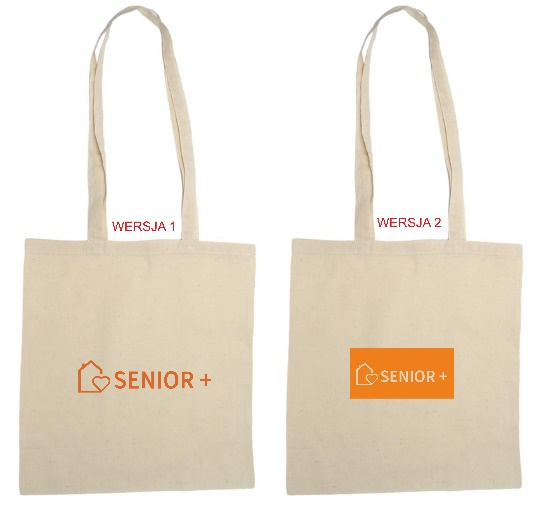 WERSJA 1
WERSJA 2
SENIOR +
SENIOR +